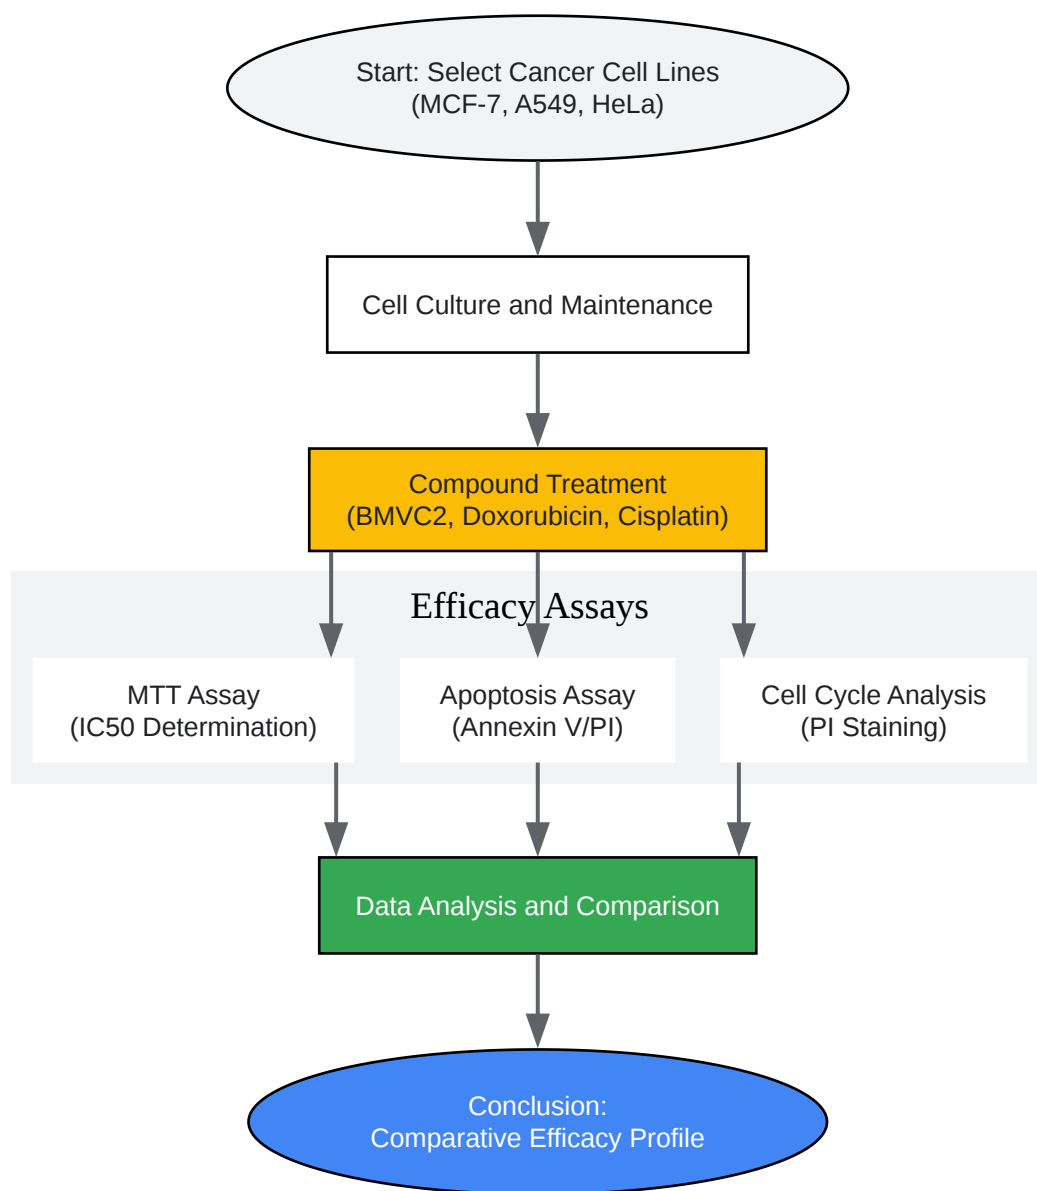 Start: Select Cancer Cell Lines
(MCF-7, A549, HeLa)
Cell Culture and Maintenance
Compound Treatment
(BMVC2, Doxorubicin, Cisplatin)
Efficacy Assays
MTT Assay
(IC50 Determination)
Apoptosis Assay
(Annexin V/PI)
Cell Cycle Analysis
(PI Staining)
Data Analysis and Comparison
Conclusion:
Comparative Efficacy Profile